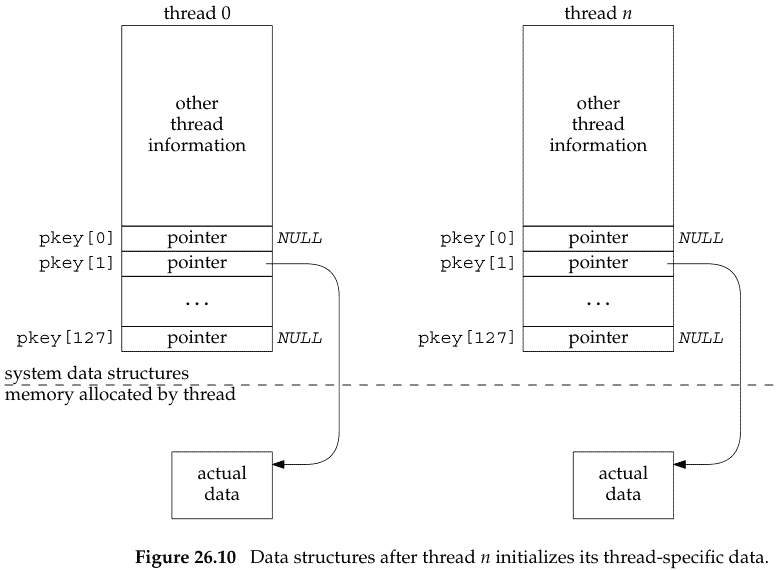 thread 0
thread n
other
thread
information
other
thread
information
pkey[0] pointer NULL
pkey[0] pointer NULL
pkey[1] pointer
pkey[1] pointer
...
...
pkey[127] pointer NULL
pkey[127] pointer NULL
system data structures
memory allocated by thread
actual
data
actual
data
Figure 26.10 Data structures after thread n initializes its thread-specific data.